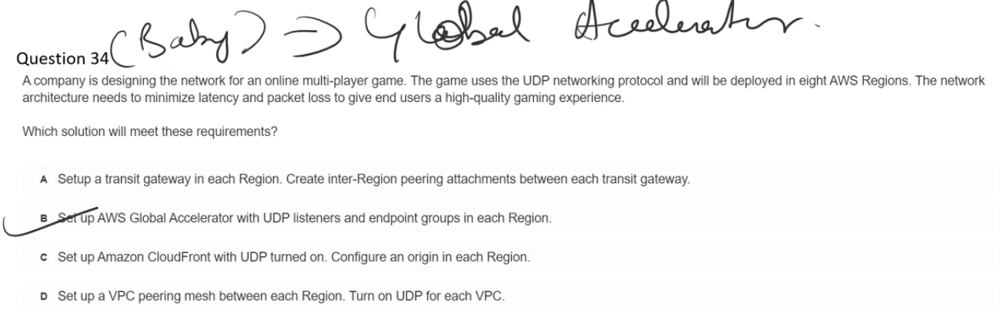 (Baby) ⇒ Global Accelerator.
Question 34
A company is designing the network for an online multi-player game. The game uses the UDP networking protocol and will be deployed in eight AWS Regions. The network
architecture needs to minimize latency and packet loss to give end users a high-quality gaming experience.
Which solution will meet these requirements?
A Setup a transit gateway in each Region. Create inter-Region peering attachments between each transit gateway.
B Set up AWS Global Accelerator with UDP listeners and endpoint groups in each Region.
C Set up Amazon CloudFront with UDP turned on. Configure an origin in each Region.
D Set up a VPC peering mesh between each Region. Turn on UDP for each VPC.